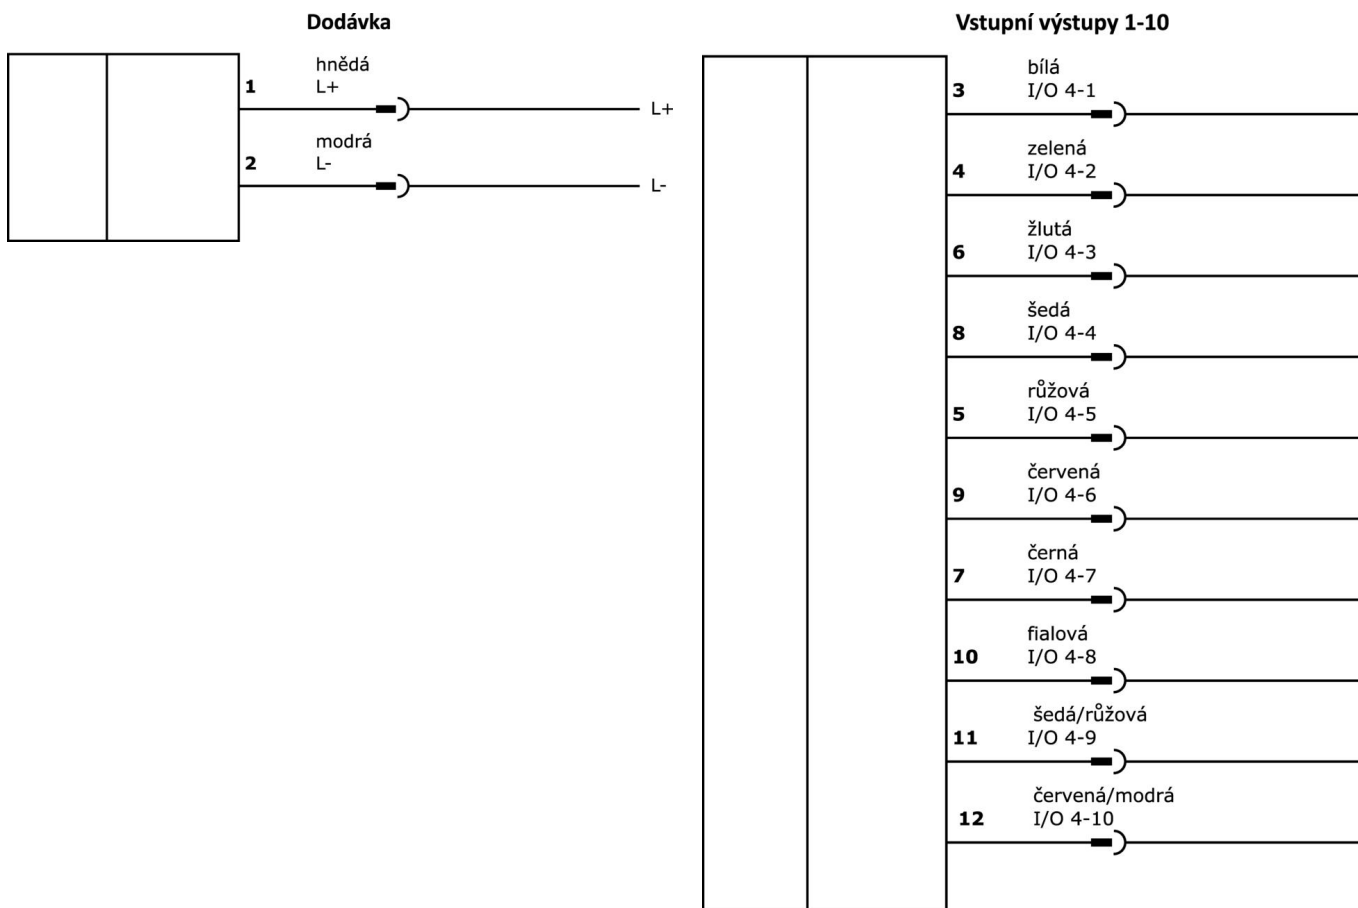 Dodávka
hnědá
1
L+
L+
modrá
2
L-
L-
Vstupní výstupy 1-10
bílá
3
I/O 4-1
zelená
4
I/O 4-2
žlutá
6
I/O 4-3
šedá
8
I/O 4-4
růžová
5
I/O 4-5
červená
9
I/O 4-6
černá
7
I/O 4-7
fialová
10
I/O 4-8
šedá/růžová
11
I/O 4-9
červená/modrá
12
I/O 4-10